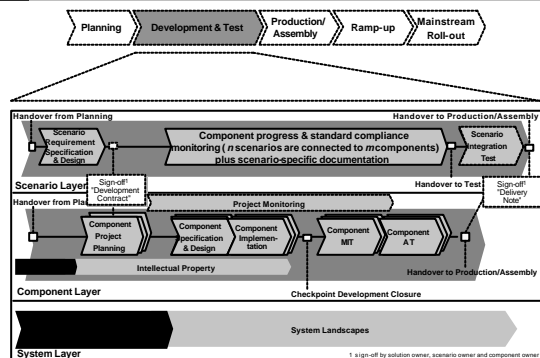 Planning
Development & Test
Production/
Assembly
Ramp-up
Mainstream
Roll-out
Handover from Planning
Handover to Production/Assembly
Scenario
Requirement
Specification
& Design
Component progress & standard compliance
monitoring ( n scenarios are connected to m components)
plus scenario-specific documentation
Scenario
Integration
Test
Scenario Layer
Sign-off¹
"Development
Contract"
Handover to Test
Sign-off¹
"Delivery
Note"
Handover from Pla
Project Monitoring
Component
Project
Planning
Component
Specification
& Design
Component
Implemen-
tation
Component
MIT
Component
AT
Intellectual Property
Handover to Production/Assembly
Component Layer
Checkpoint Development Closure
System Landscapes
System Layer
1 sign-off by solution owner, scenario owner and component owner